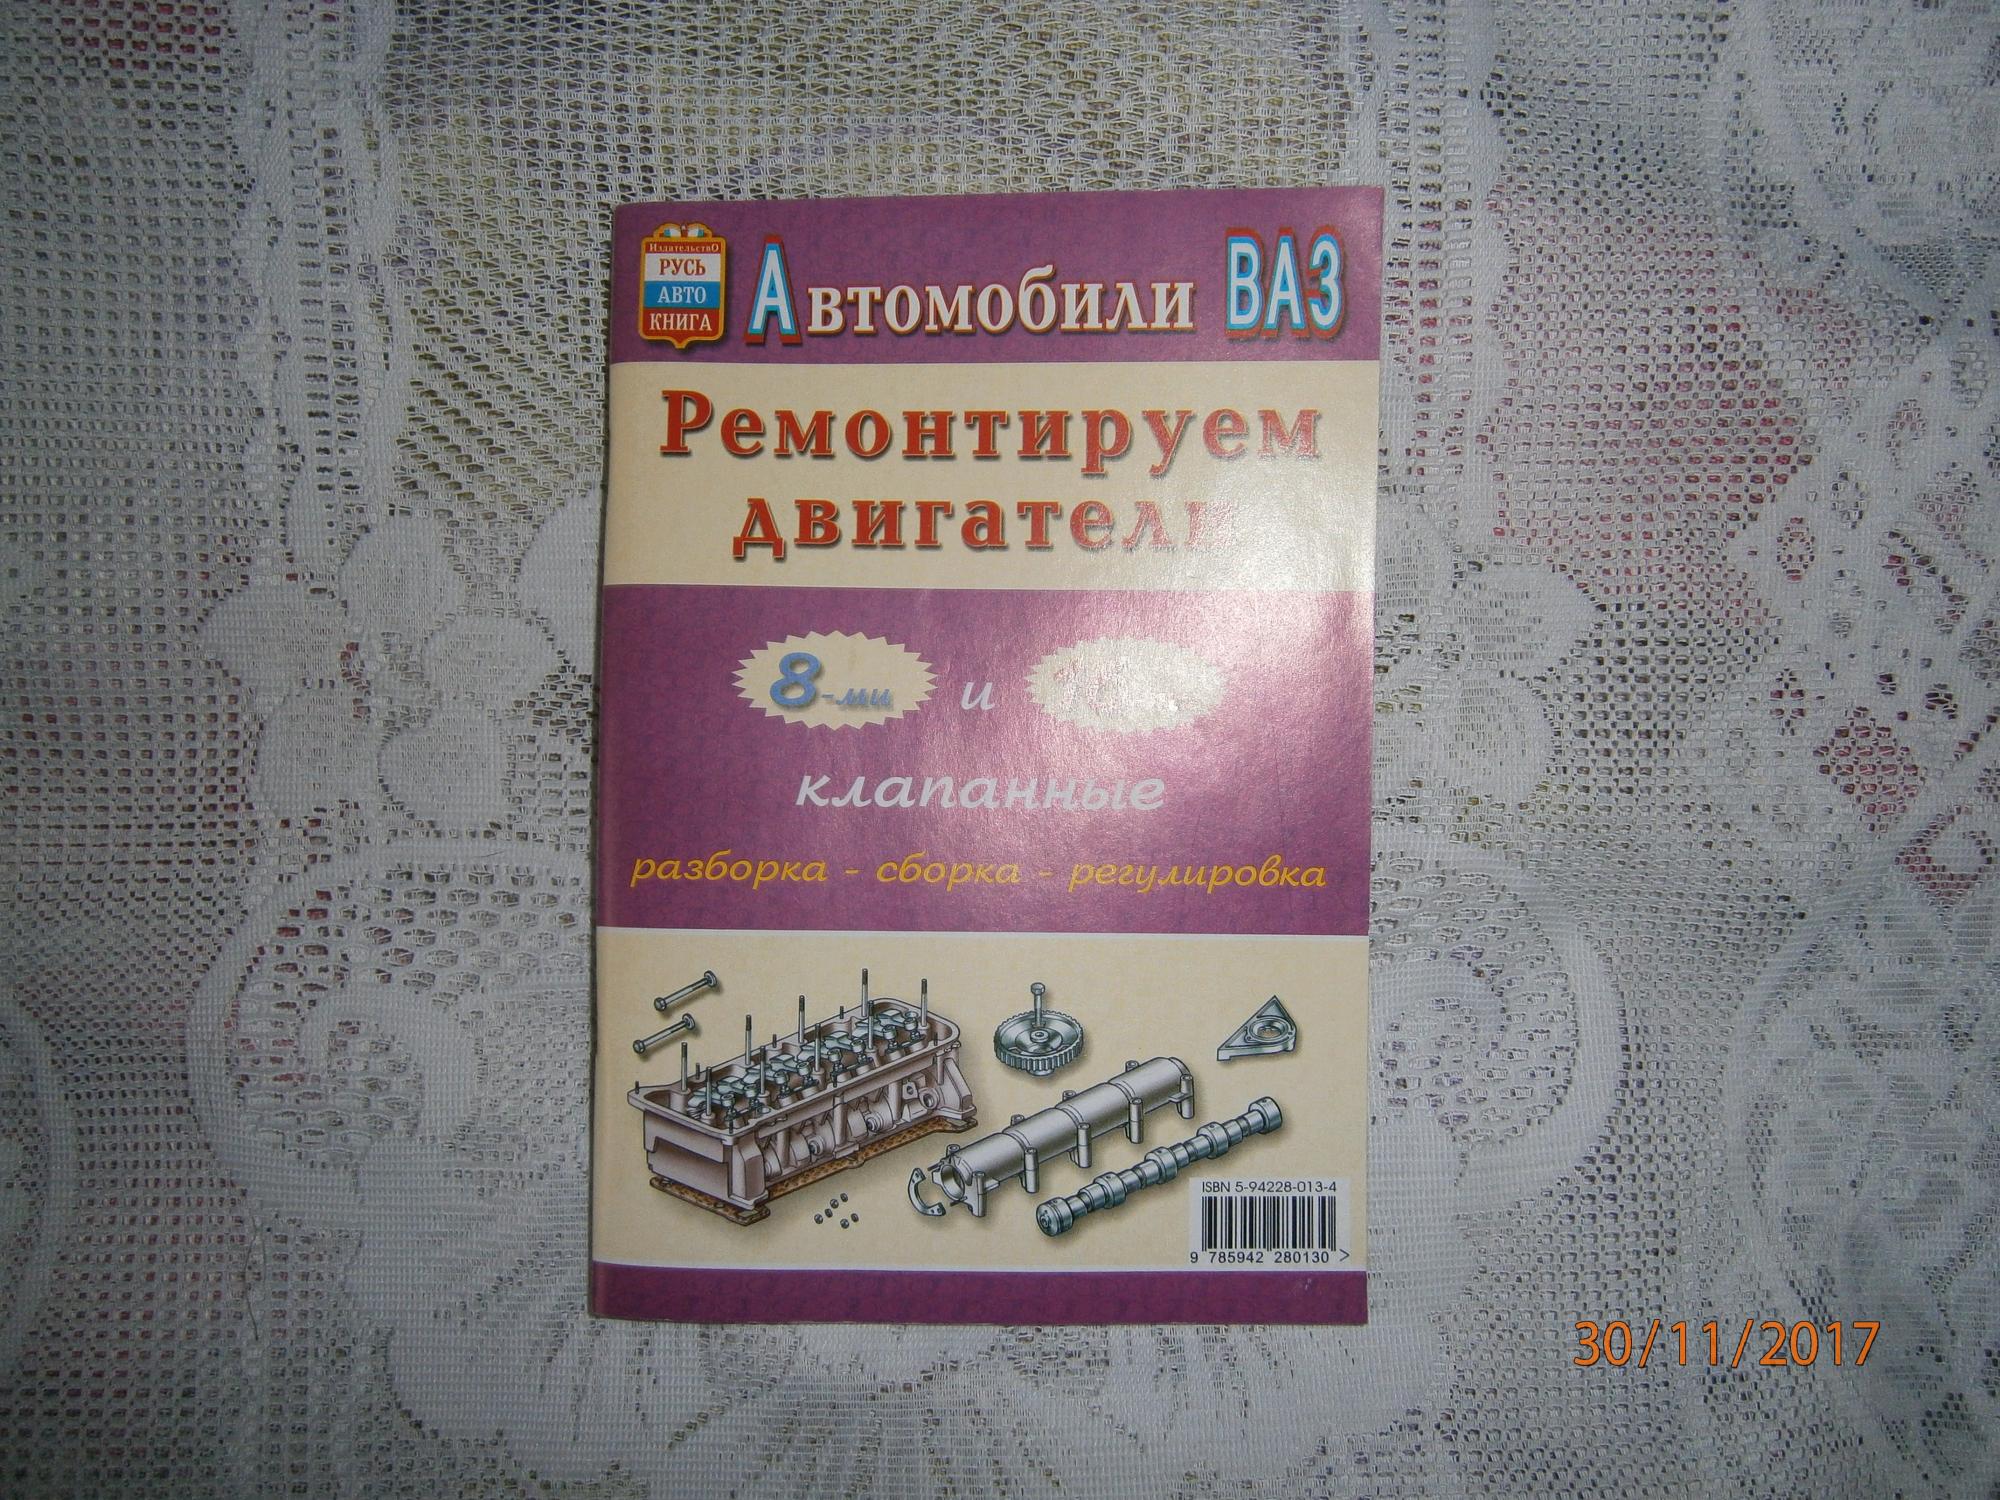 ИздательствО
РУСЬ
АВТО
КНИГА
Автомобили ВАЗ
Ремонтируем
двигатели
8-ми и
клапанные
разборка - сборка - регулировка
ISBN 5-94228-013-4
9 785942 280130 >
30/11/2017